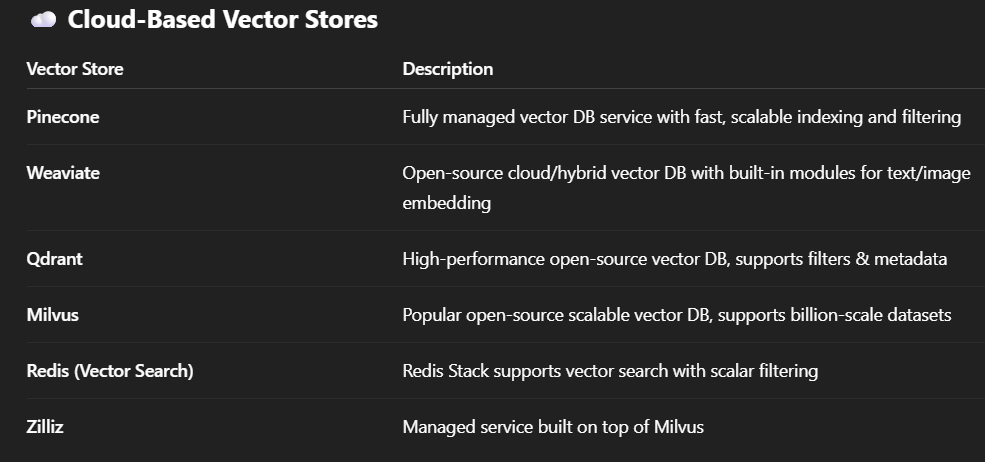 Cloud-Based Vector Stores
Vector Store Description
Pinecone Fully managed vector DB service with fast, scalable indexing and filtering
Weaviate Open-source cloud/hybrid vector DB with built-in modules for text/image
embedding
Qdrant High-performance open-source vector DB, supports filters & metadata
Milvus Popular open-source scalable vector DB, supports billion-scale datasets
Redis (Vector Search) Redis Stack supports vector search with scalar filtering
Zilliz Managed service built on top of Milvus